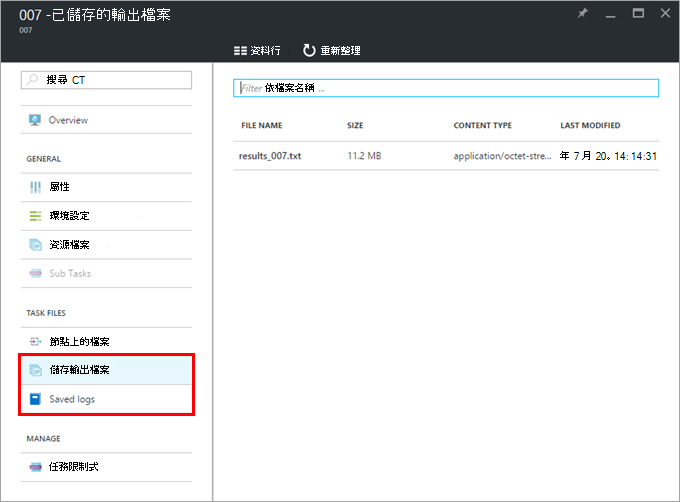 007 -已儲存的輸出檔案
007
資料行
重新整理
搜尋 CT
Overview
GENERAL
屬性
環境設定
資源檔案
Sub Tasks
TASK FILES
節點上的檔案
儲存輸出檔案
Saved logs
MANAGE
任務限制式
Filter 依檔案名稱 ...
FILE NAME SIZE CONTENT TYPE LAST MODIFIED
results_007.txt 11.2 MB application/octet-stre... 年 7 月 20。14: 14:31